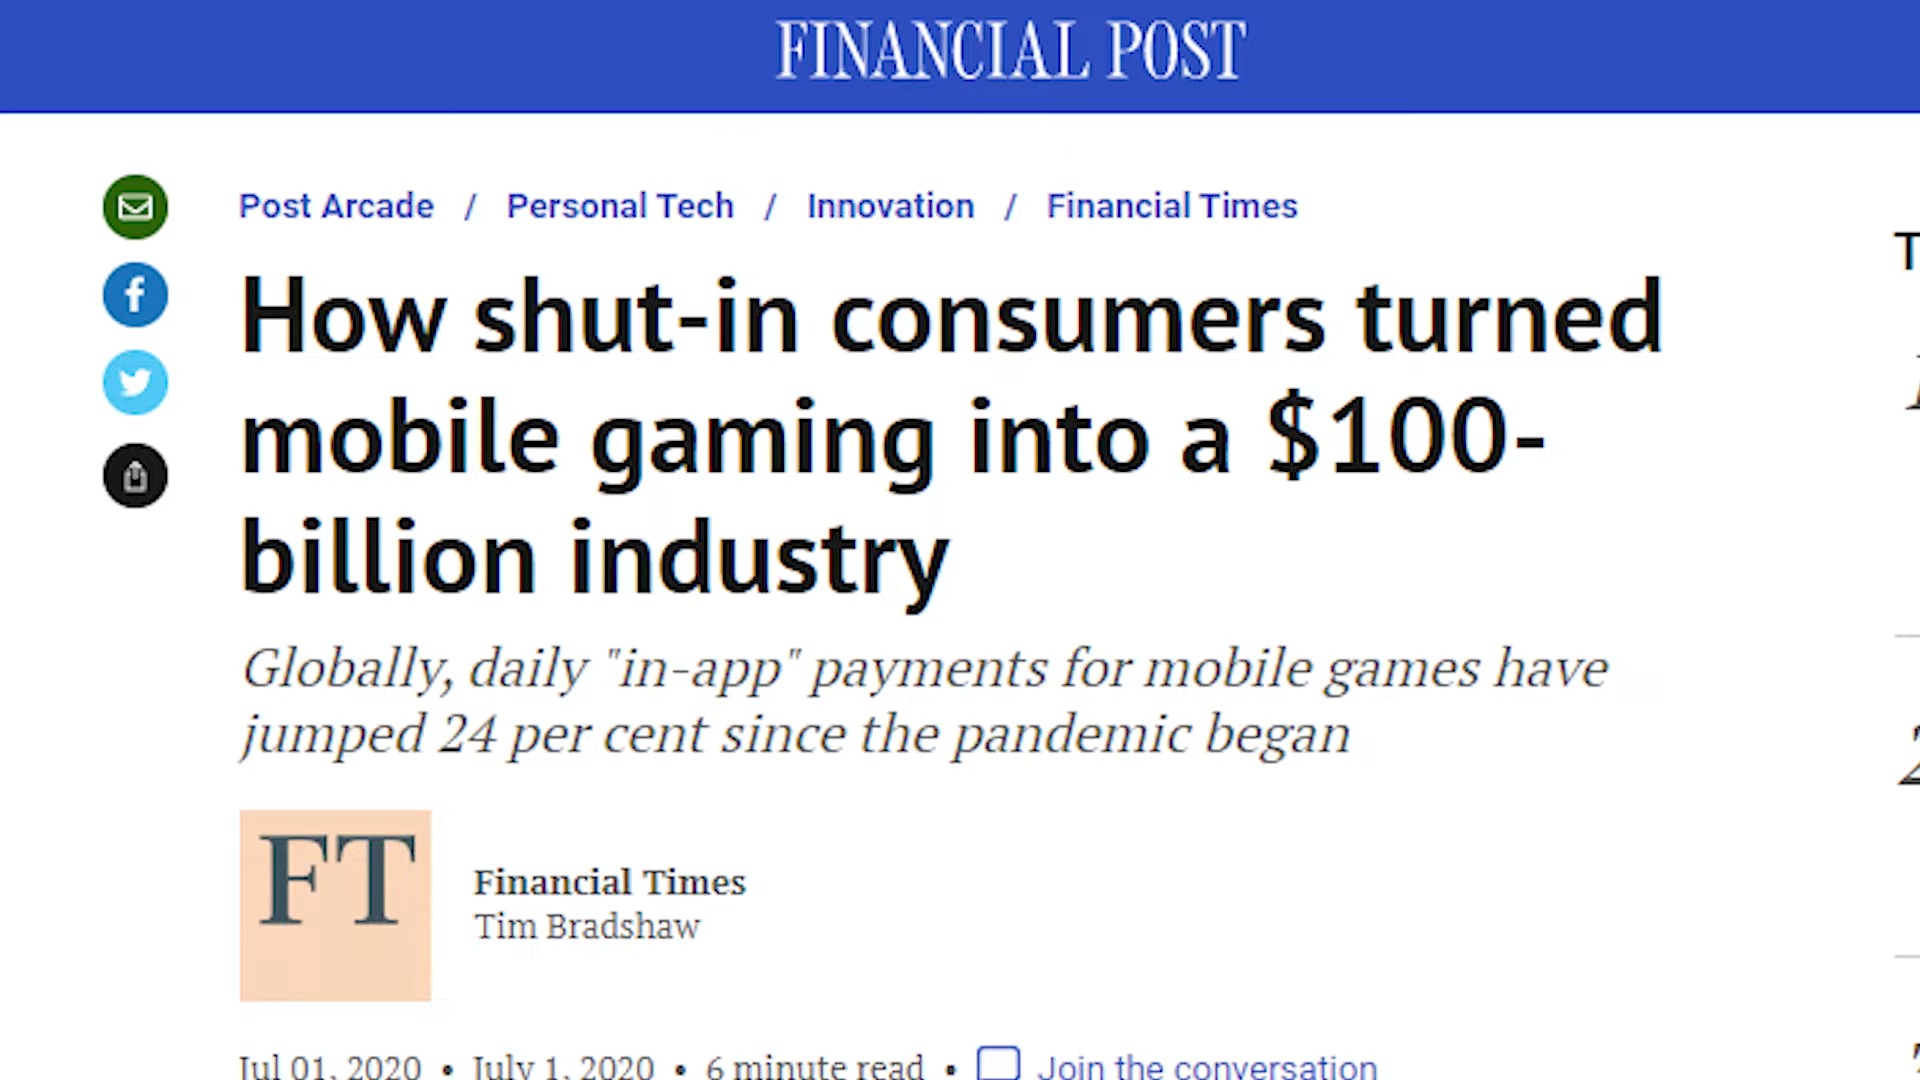 FINANCIAL POST
Post Arcade / Personal Tech / Innovation / Financial Times
How shut-in consumers turned
mobile gaming into a $100-
billion industry
Globally, daily "in-app" payments for mobile games have
jumped 24 per cent since the pandemic began
FT
Financial Times
Tim Bradshaw
Jul 01, 2020 • July 1, 2020 • 6 minute read • Join the conversation